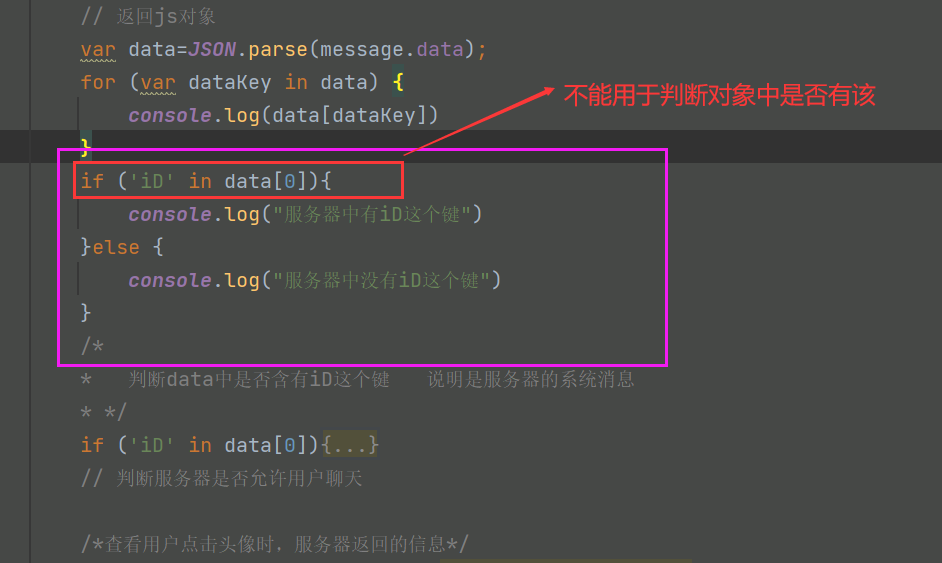 // 返回js对象
var data=JSON.parse(message.data);
for (var dataKey in data) {
console.log(data[dataKey])
不能用于判断对象中是否有该
}
if ('iD' in data[0]){
console.log("服务器中有iD这个键")
}else {
console.log("服务器中没有iD这个键")
}
/*
* 判断data中是否含有iD这个键 说明是服务器的系统消息
* */
if ('iD' in data[0]){...}
// 判断服务器是否允许用户聊天
/*查看用户点击头像时，服务器返回的信息*/